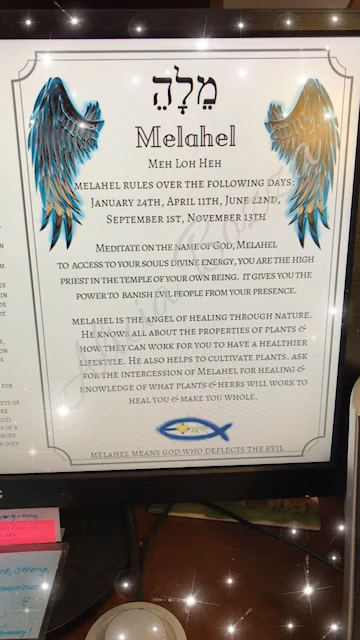 מֵלָהֵ
Melahel
Meh Loh Heh
MELAHEL RULES OVER THE FOLLOWING DAYS:
JANUARY 24TH, APRIL 11TH, JUNE 22ND,
SEPTEMBER 1ST, NOVEMBER 13TH
MEDITATE ON THE NAME OF GOD, MELAHEL
TO ACCESS TO YOUR SOULS DIVINE ENERGY, YOU ARE THE HIGH
PRIEST IN THE TEMPLE OF YOUR OWN BEING. IT GIVES YOU THE
POWER TO BANISH EVIL PEOPLE FROM YOUR PRESENCE.
MELAHEL IS THE ANGEL OF HEALING THROUGH NATURE.
HE KNOWS ALL ABOUT THE PROPERTIES OF PLANTS &
HOW THEY CAN WORK FOR YOU TO HAVE A HEALTHIER
LIFESTYLE. HE ALSO HELPS TO CULTIVATE PLANTS. ASK
FOR THE INTERCESSION OF MELAHEL FOR HEALING &
KNOWLEDGE OF WHAT PLANTS & HERBS WILL WORK TO
HEAL YOU & MAKE YOU WHOLE.
MELAHEL MEANS GOD WHO DEFLECTS THE EVIL